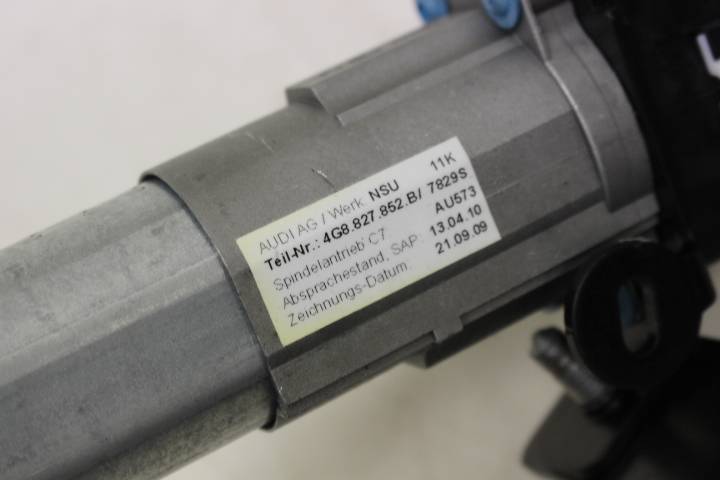 AUDI AG / Werk NSU 11K
Teil-Nr.: 4G8.827.852.B/ 7829S
Spindelantrieb C7 AU573
Absprachestand, SAP: 13.04.10
Zeichnungs-Datum: 21.09.09